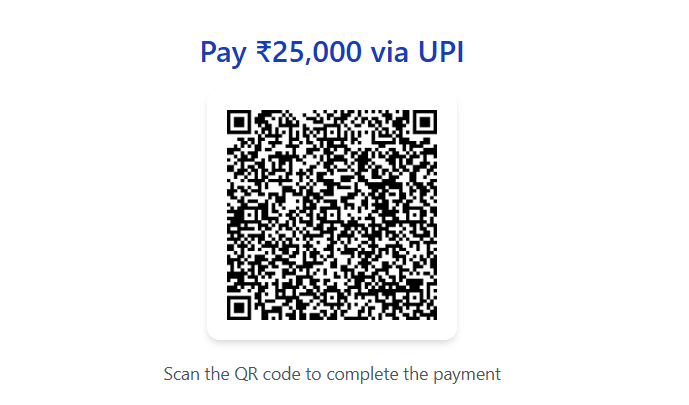 Pay ₹25,000 via UPI
Scan the QR code to complete the payment